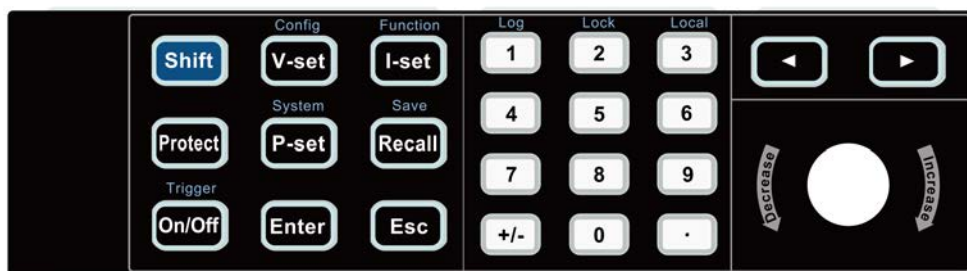 Config Function Log Lock Local
Shift V-set I-set 1 2 3 ◄ ►
System Save
4 5 6
Protect P-set Recall
Trigger
7 8 9
Decrease Increase
On/Off Enter Esc +/- 0 .